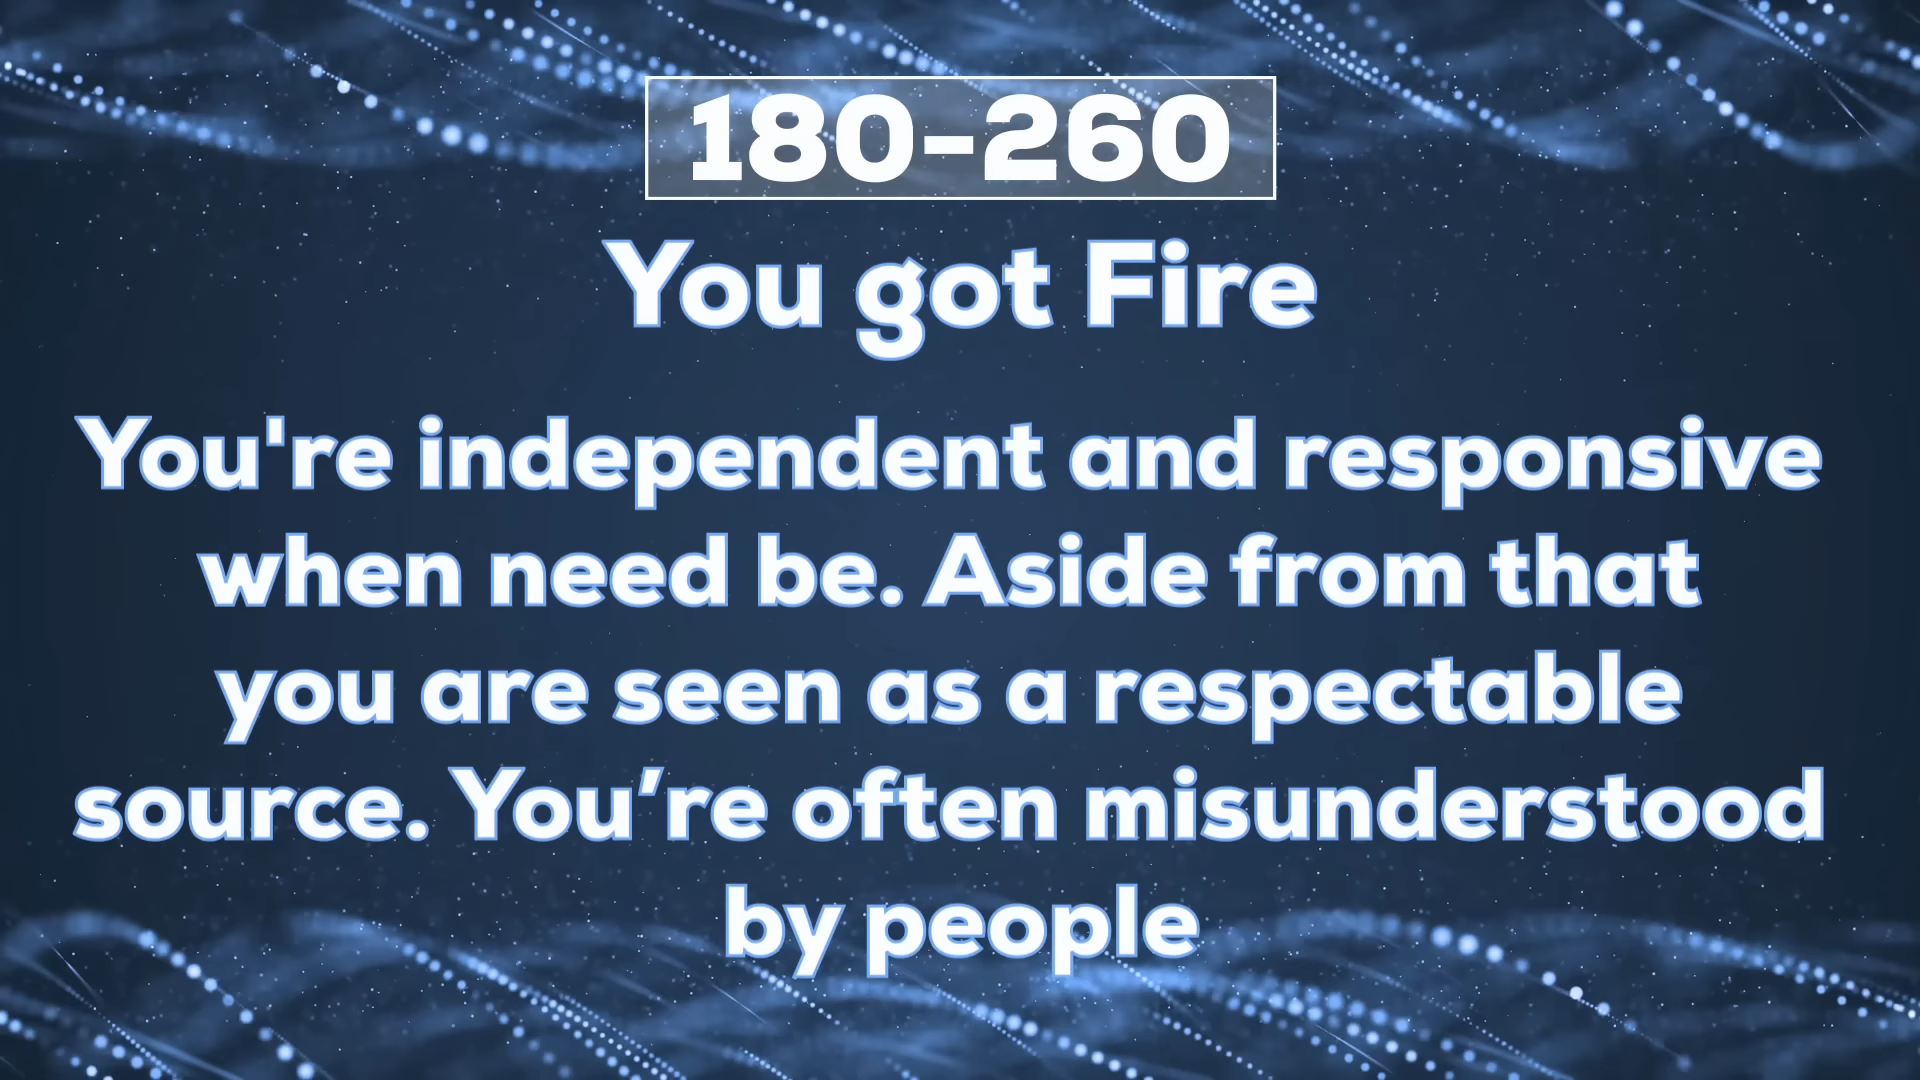 180-260
You got Fire
You're independent and responsive
when need be. Aside from that
you are seen as a respectable
source. You’re often misunderstood
by people